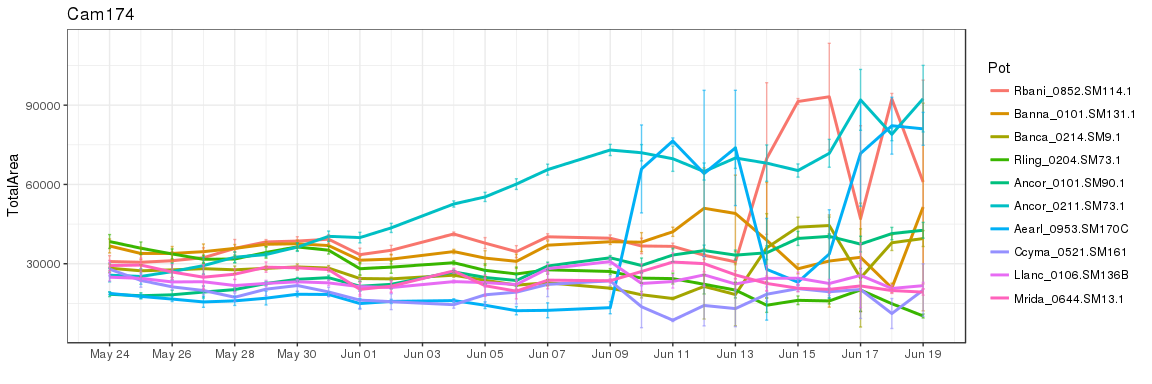 Cam174
TotalArea
90000
60000
30000
May 24 May 26 May 28 May 30 Jun 01 Jun 03 Jun 05 Jun 07 Jun 09 Jun 11 Jun 13 Jun 15 Jun 17 Jun 19
Pot
Rbani_0852.SM114.1
Banna_0101.SM131.1
Banca_0214.SM9.1
Rling_0204.SM73.1
Ancor_0101.SM90.1
Ancor_0211.SM73.1
Aearl_0953.SM170C
Ccyma_0521.SM161
Llanc_0106.SM136B
Mrida_0644.SM13.1